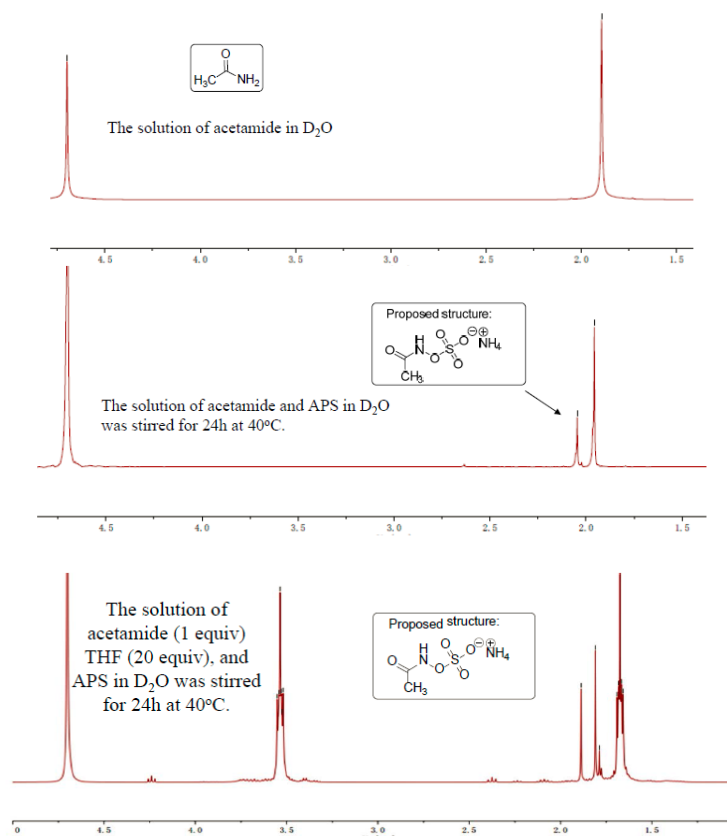 O
H3C NH2
The solution of acetamide in D2O
4.5 4.0 3.5 3.0 2.5 2.0 1.5
Proposed structure:
H O O⊖⊕
N S NH4
O O O
CH3
The solution of acetamide and APS in D2O
was stirred for 24h at 40°C.
4.5 4.0 3.5 3.0 2.5 2.0 1.5
The solution of
acetamide (1 equiv)
THF (20 equiv), and
APS in D2O was stirred
for 24h at 40°C.
Proposed structure:
H O O⊖⊕
N S NH4
O O O
CH3
0 4.5 4.0 3.5 3.0 2.5 2.0 1.5